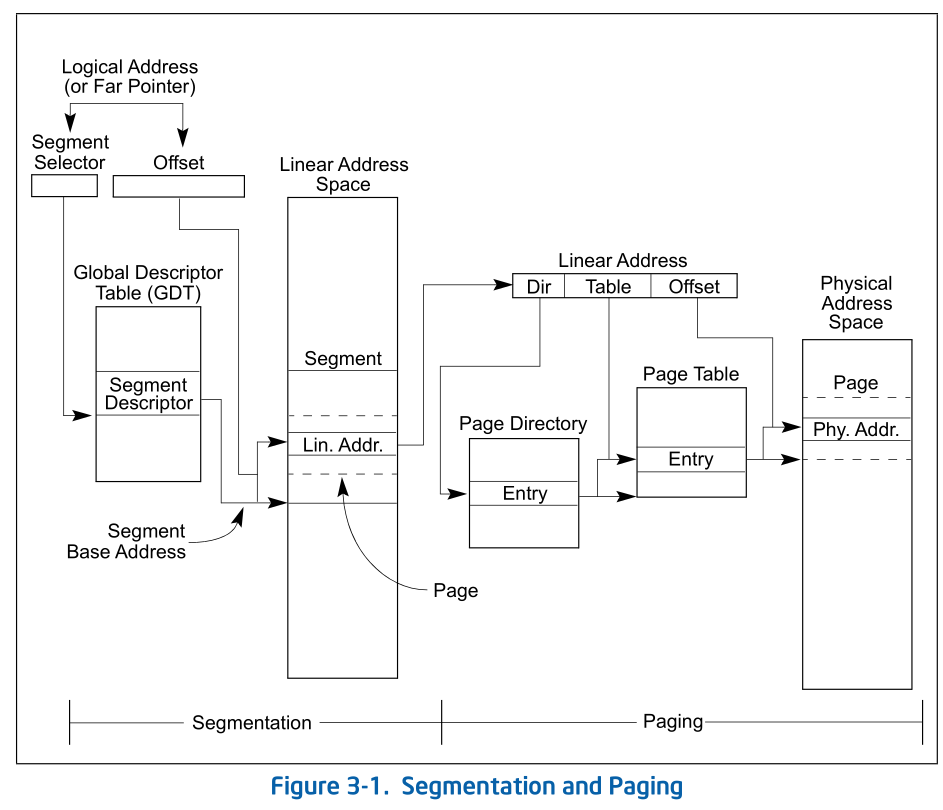 Logical Address
(or Far Pointer)
Segment
Selector
Offset
Linear Address
Space
Global Descriptor
Table (GDT)
Segment
Descriptor
Segment
Lin. Addr.
Segment
Base Address
Page
Linear Address
Dir
Table
Offset
Page Directory
Entry
Page Table
Entry
Physical
Address
Space
Page
Phy. Addr.
Segmentation
Paging
Figure 3-1. Segmentation and Paging